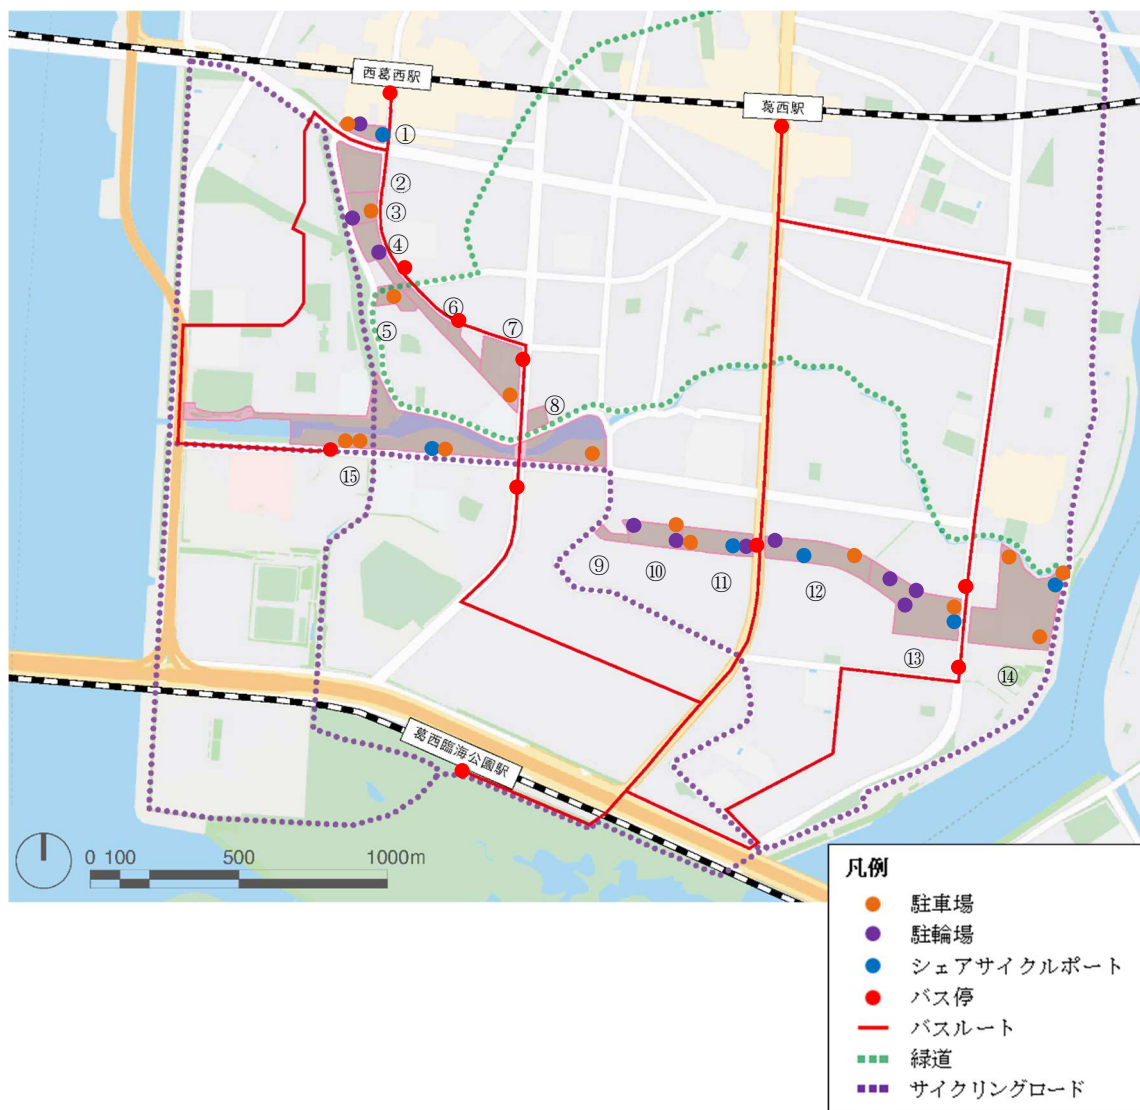 西葛西駅
葛西駅
①
②
③
④
⑤
⑥
⑦
⑧
⑨
⑩
⑪
⑫
⑬
⑭
⑮
葛西臨海公園駅
0 100 500 1000m
凡例
駐車場
駐輪場
シェアサイクルポート
バス停
バスルート
緑道
サイクリングロード